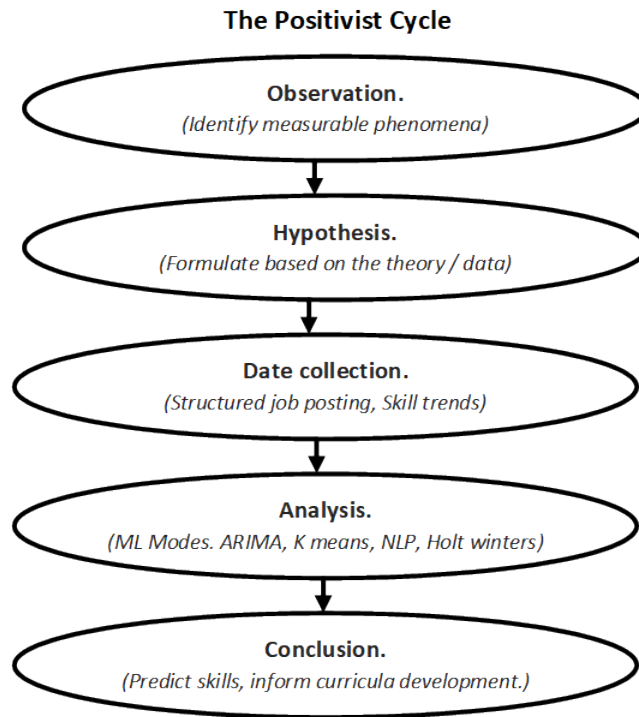 The Positivist Cycle
Observation.
(Identify measurable phenomena)
Hypothesis.
(Formulate based on the theory / data)
Date collection.
(Structured job posting, Skill trends)
Analysis.
(ML Modes. ARIMA, K means, NLP, Holt winters)
Conclusion.
(Predict skills, inform curricula development.)